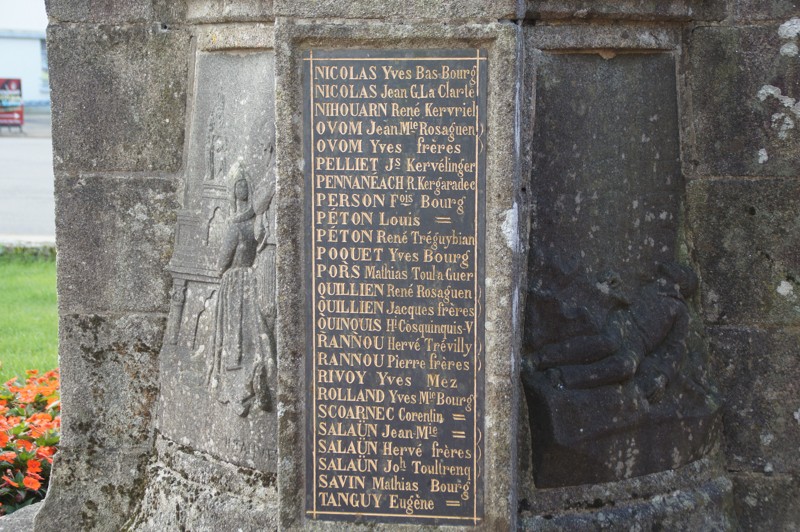 NICOLAS Yves Bas-Bourg
NICOLAS Jean G. La Clarté
NIHOUARN René Kervriel
OVOM Jean Mie Rosaguen
OVOM Yves frères
PELLIET Js Kervélinger
PENNANÉACH R. Kergaradec
PERSON Fois Bourg
PÉTON Louis =
PÉTON René Tréguybian
POQUET Yves Bourg
PORS Mathias Toul a Guer
QUILLIEN René Rosaguen
QUILLIEN Jacques frères
QUINQUIS Hi Cosquinquis-V
RANNOU Hervé Trévilly
RANNOU Pierre frères
RIVOY Yves Mez
ROLLAND Yves Mie Bourg
SCOARNEC Corentin =
SALAÜN Jean-Mie =
SALAÜN Hervé frères
SALAÜN Joh Toultrenq
SAVIN Mathias Bourg
TANGUY Eugène =